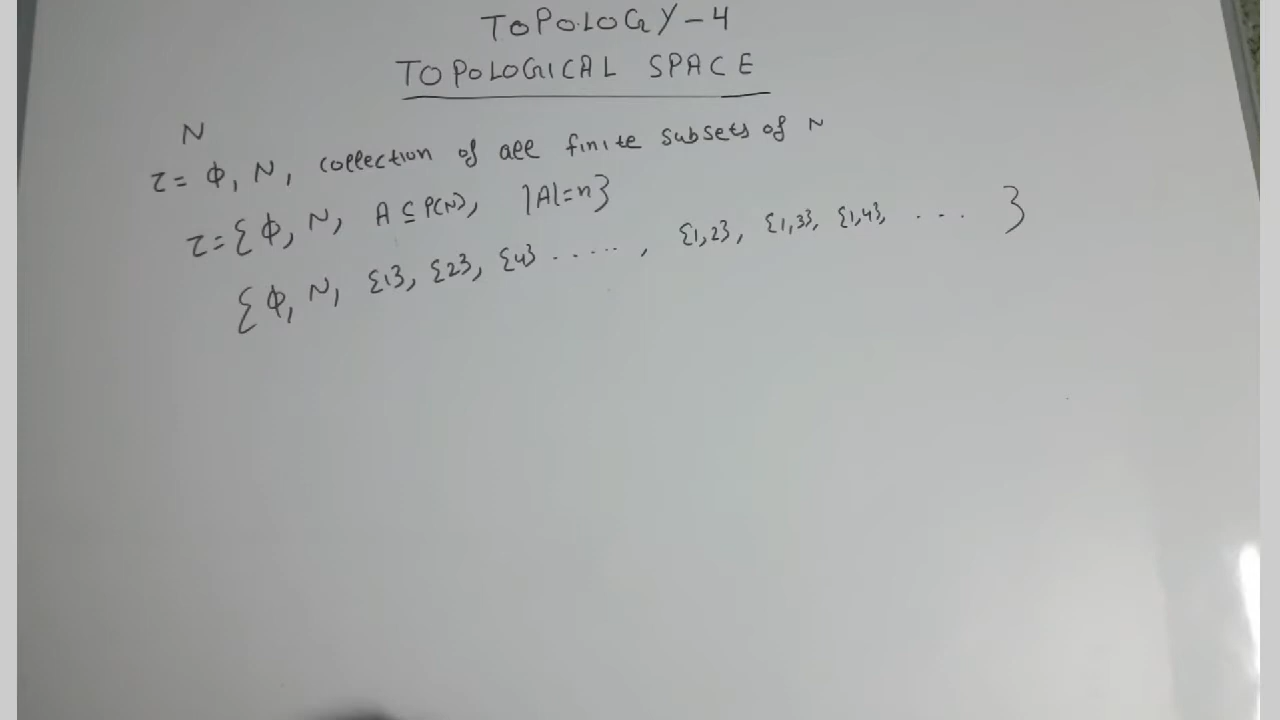 TOPOLOGY-4
TOPOLOGICAL SPACE
N
τ = φ, N, collection of all finite subsets of N
τ = {φ, N, A ⊆ P(N), |A|=n}
{φ, N, {1}, {2}, {4} ....., {1,2}, {1,3}, {1,4}, ... }